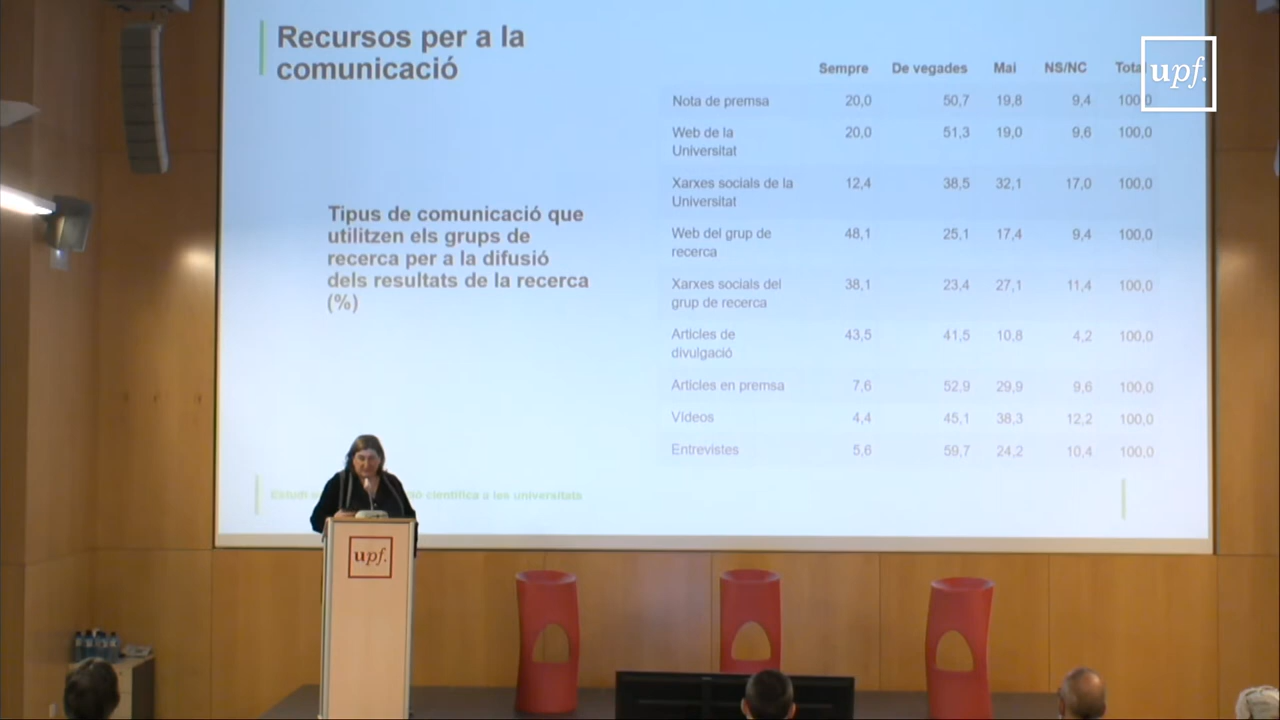 Recursos per a la
comunicació
upf.
Sempre De vegades Mai NS/NC Total
Nota de premsa 20,0 50,7 19,8 9,4 100,0
Web de la
Universitat 20,0 51,3 19,0 9,6 100,0
Xarxes socials de la
Universitat 12,4 38,5 32,1 17,0 100,0
Web del grup de
recerca 48,1 25,1 17,4 9,4 100,0
Xarxes socials del
grup de recerca 38,1 23,4 27,1 11,4 100,0
Articles de
divulgació 43,5 41,5 10,8 4,2 100,0
Articles en premsa 7,6 52,9 29,9 9,6 100,0
Vídeos 4,4 45,1 38,3 12,2 100,0
Entrevistes 5,6 59,7 24,2 10,4 100,0
Tipus de comunicació que
utilitzen els grups de
recerca per a la difusió
dels resultats de la recerca
(%)
Estudi científica a les universitats
upf.